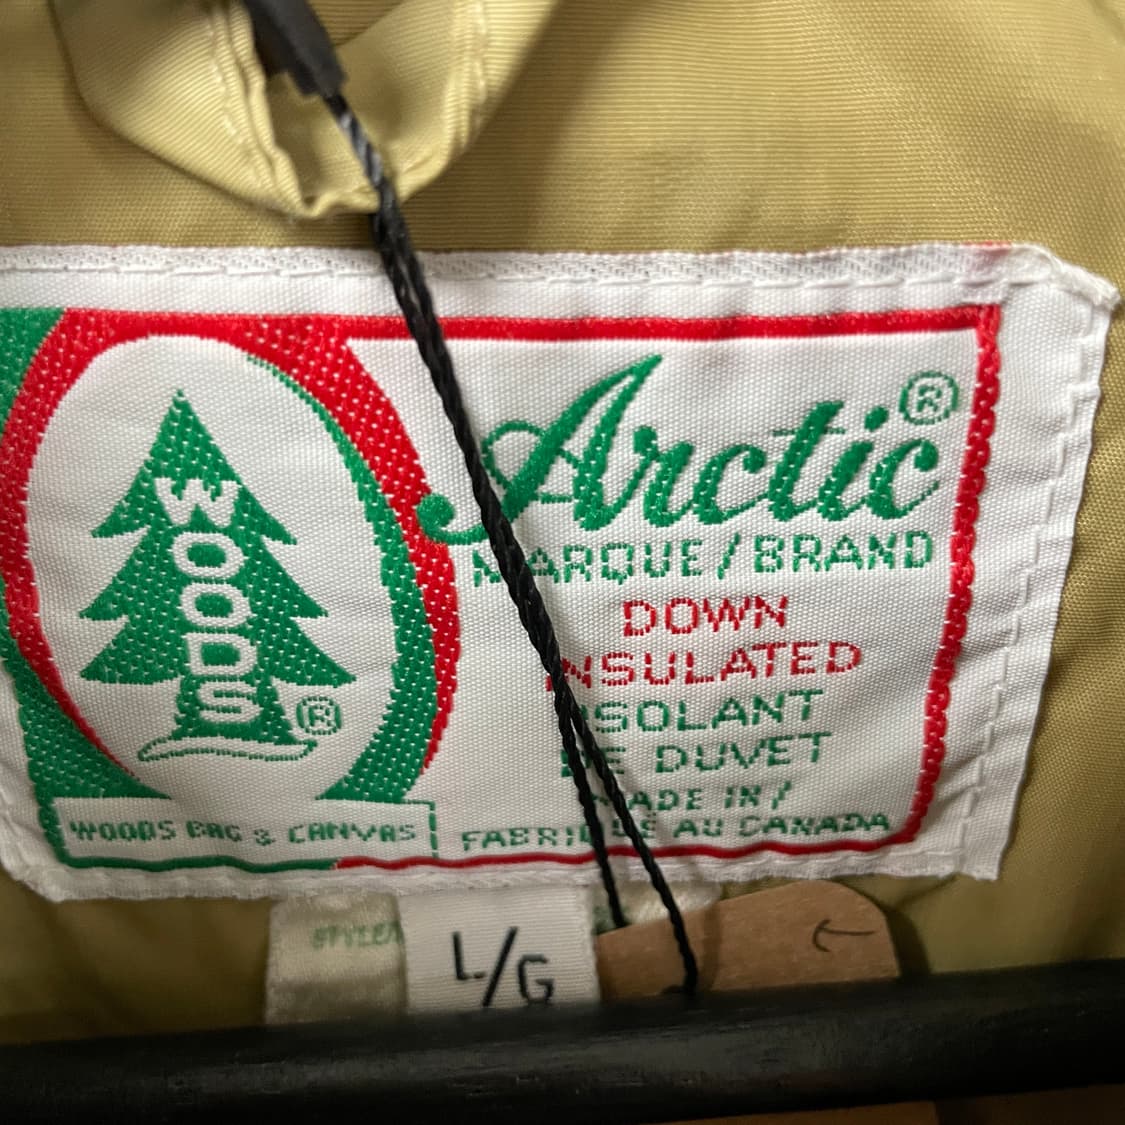 WOODS ®
WOODS BAG & CANVAS
Arctic ®
MARQUE / BRAND
DOWN
INSULATED
ISOLANT
DE DUVET
MADE IN /
FABRIQUÉ AU CANADA
L/G